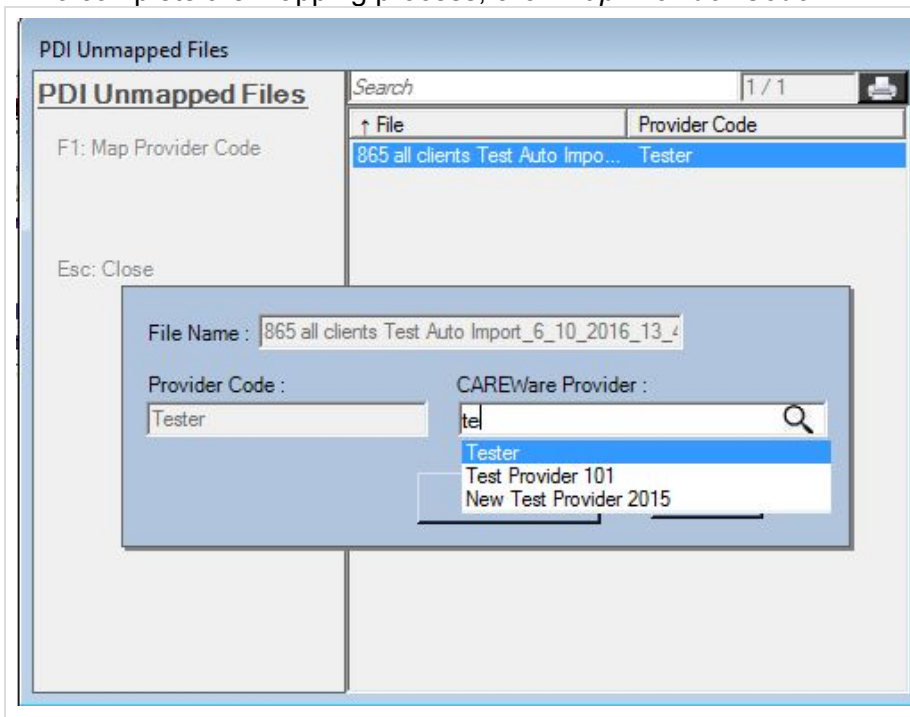 PDI Unmapped Files
PDI Unmapped Files
Search
1 / 1
↑ File
Provider Code
F1: Map Provider Code
865 all clients Test Auto Impo...
Tester
Esc: Close
File Name :
865 all clients Test Auto Import_6_10_2016_13_
Provider Code :
CAREWare Provider :
Tester
te
Tester
Test Provider 101
New Test Provider 2015